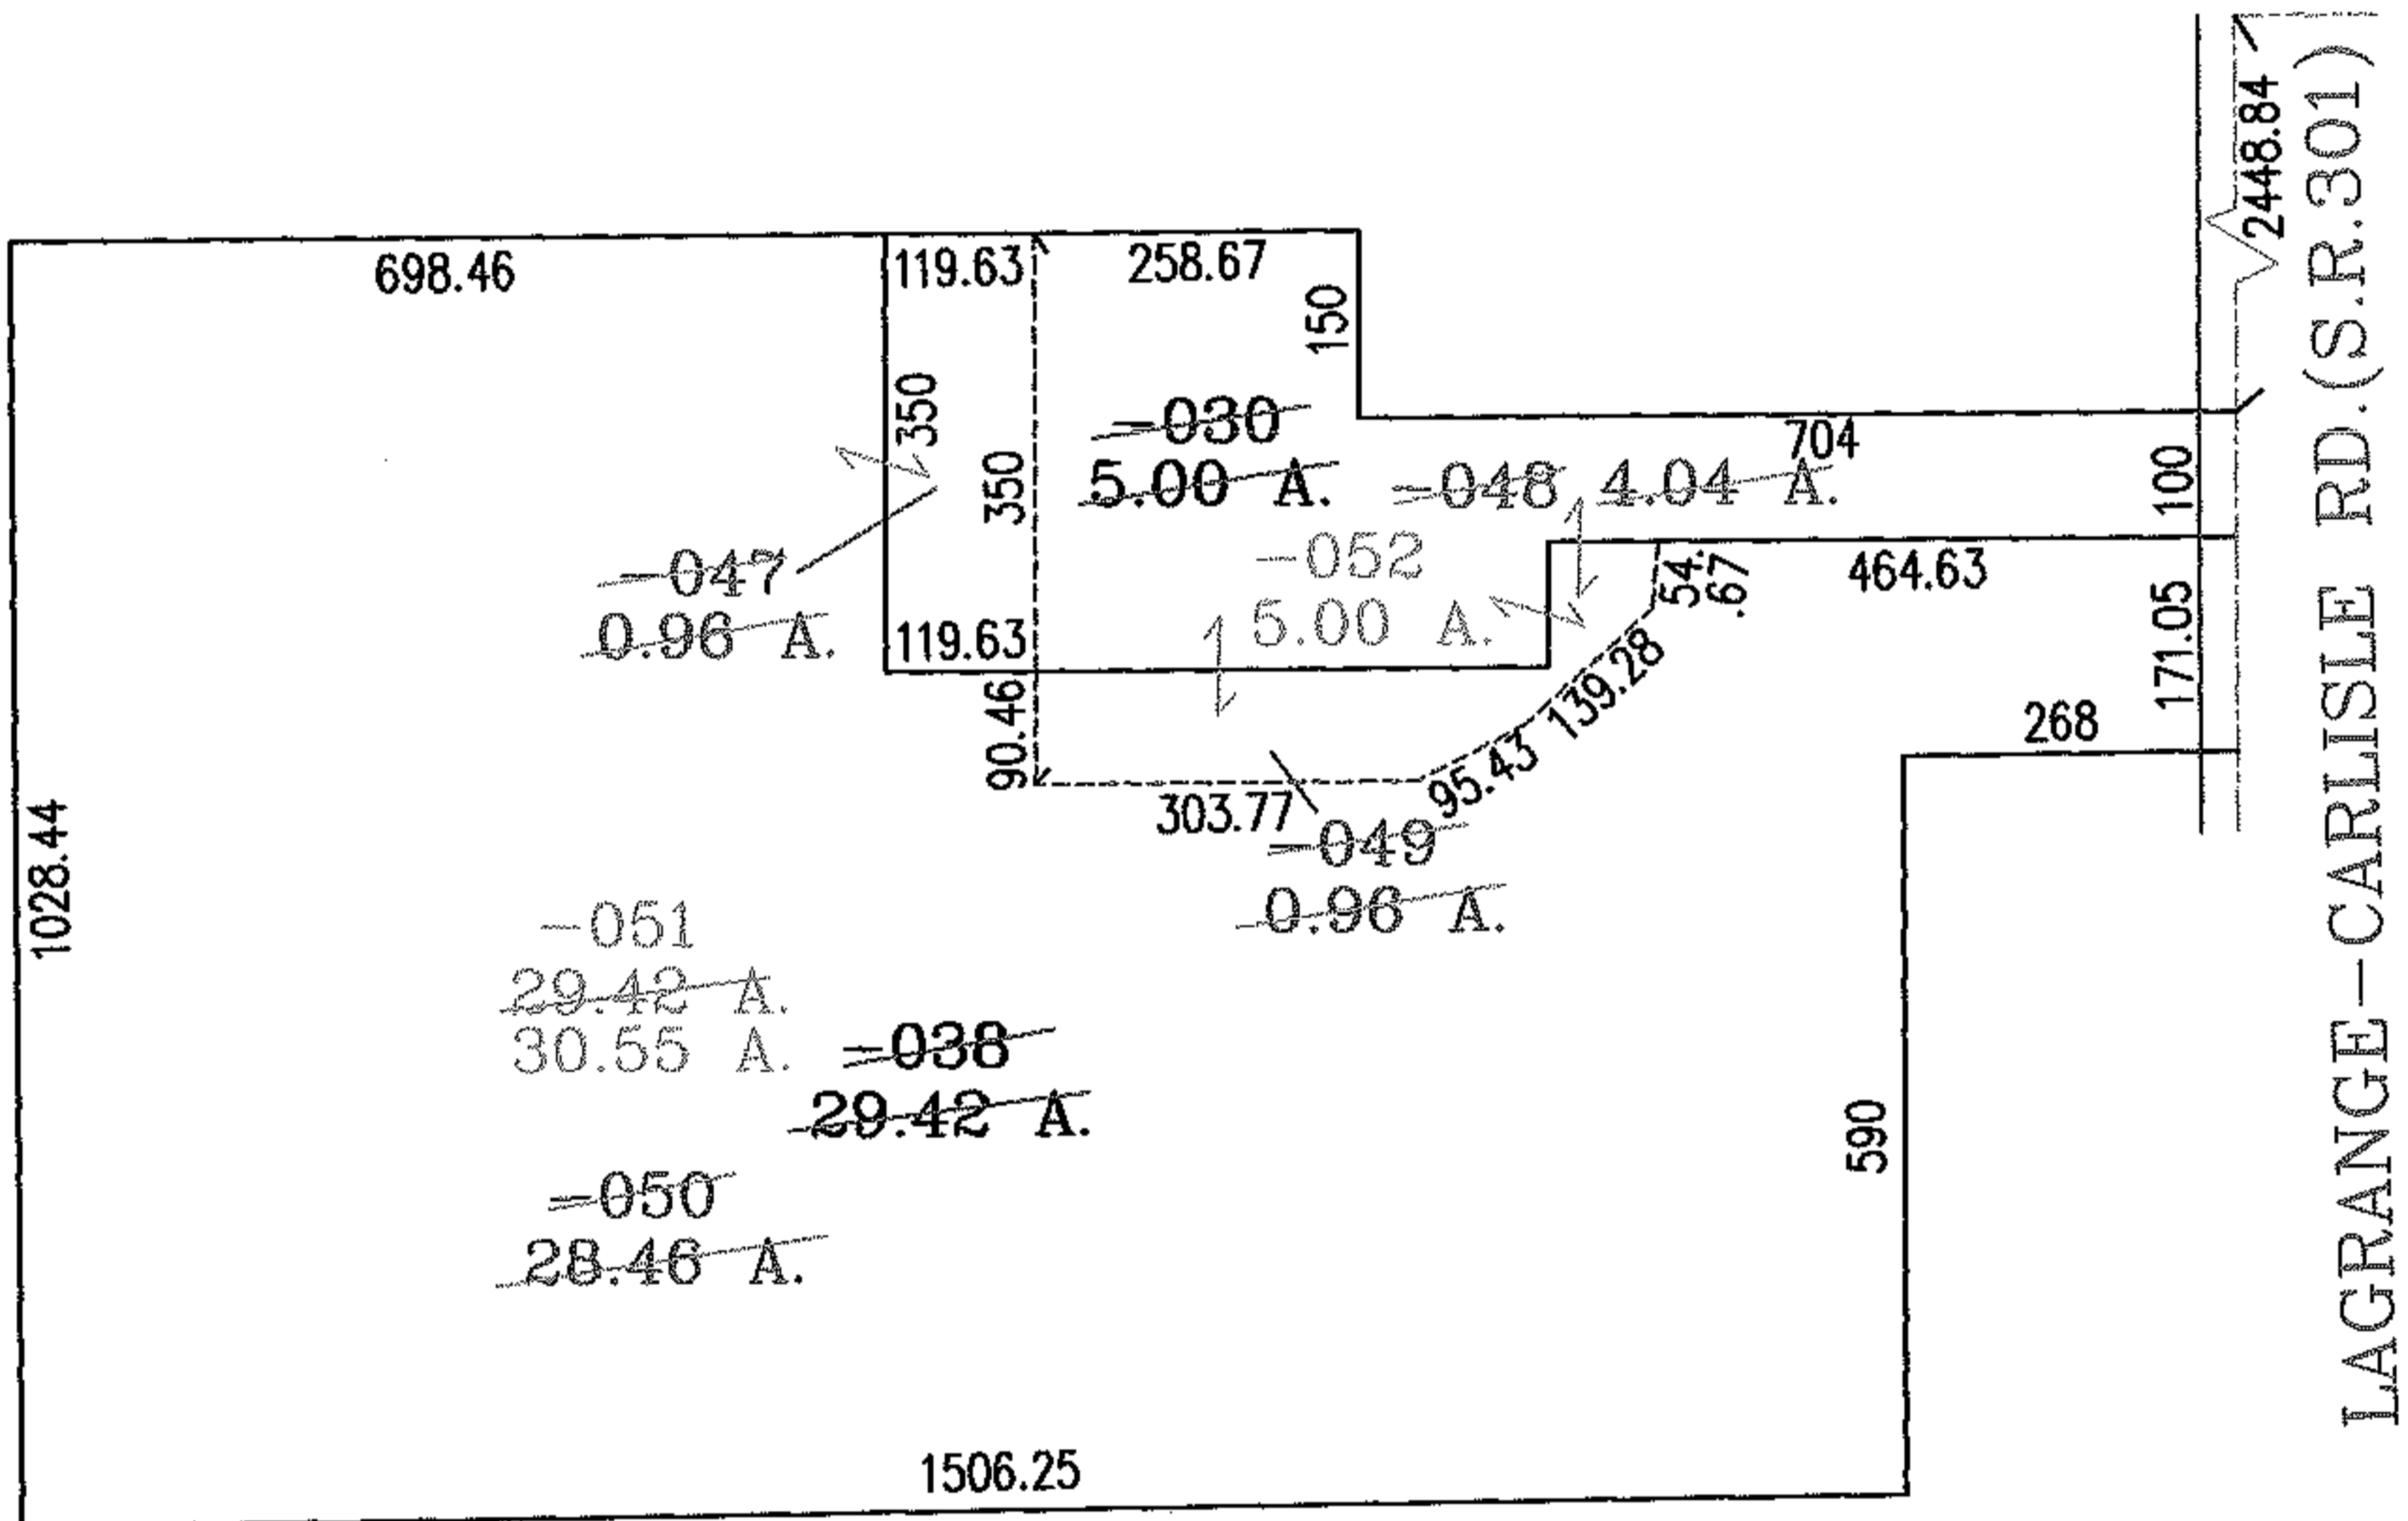 2448.84
LAGRANGE-CARLISLE RD.(S.R.301)
698.46
119.63
258.67
150
350
350
-030
5.00 A.
704
-048 4.04 A.
100
-052
5.00 A.
-047
0.96 A.
119.63
54.
.67
464.63
171.05
90.46
139.28
95.43
268
303.77
-049
0.96 A.
1028.44
-051
29.42 A.
30.55 A.
-038
29.42 A.
590
-050
28.46 A.
1506.25